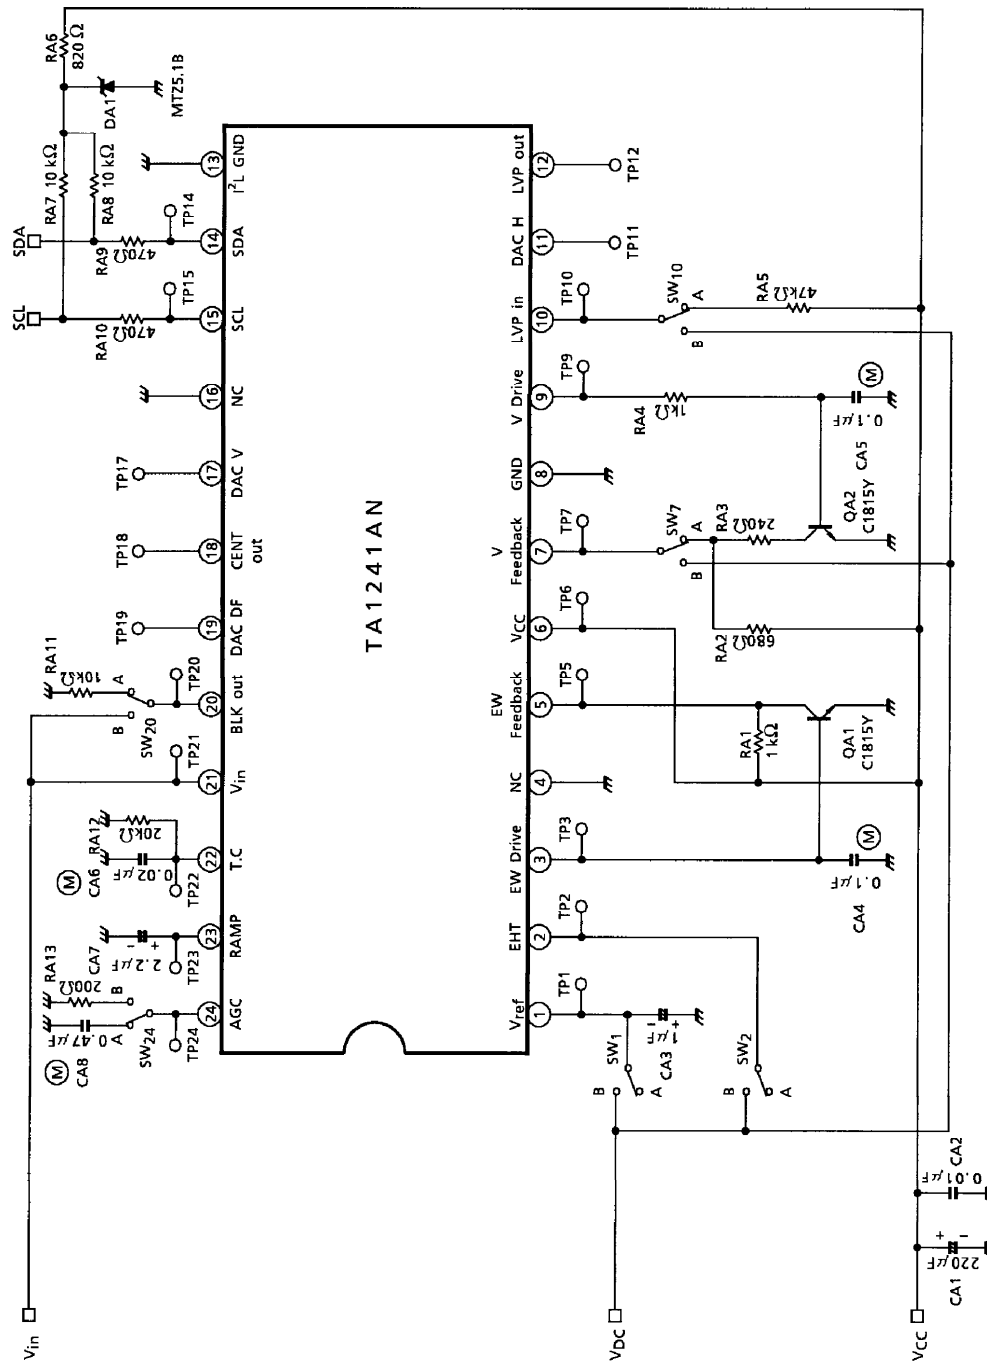 RA6
820 Ω
DA1
MTZ5.1B
RA7 10 kΩ
RA8 10 kΩ
SDA
RA9
470Ω
TP14
SCL
RA10
470Ω
TP15
13
I²L GND
14
SDA
15
SCL
16
NC
TP17
17
DAC V
TP18
18
CENT
out
TP19
19
DAC DF
RA11
10kΩ
A
B
SW20
TP20
20
BLK out
TP21
21
Vin
RA12
20kΩ
M
CA6
0.02μF
TP22
22
T.C
CA7
-
+
2.2μF
TP23
23
RAMP
RA13
200Ω
B
M
CA8
0.47μF
A
SW24
TP24
24
AGC
TA1241AN
LVP out
12
TP12
DAC H
11
TP11
LVP in
10
TP10
SW10
A
B
RA5
47kΩ
V Drive
9
TP9
RA4
1kΩ
M
0.1μF
CA5
GND
8
V
Feedback
7
TP7
SW7
A
B
RA3
240Ω
QA2
C1815Y
VCC
6
TP6
RA2
680Ω
EW
Feedback
5
TP5
RA1
1 kΩ
QA1
C1815Y
NC
4
EW Drive
3
TP3
M
0.1μF
CA4
EHT
2
TP2
Vref
1
TP1
SW1
B
A
-
+
1μF
CA3
SW2
B
A
CA2
0.01μF
+
-
220μF
CA1
Vin
VDC
VCC